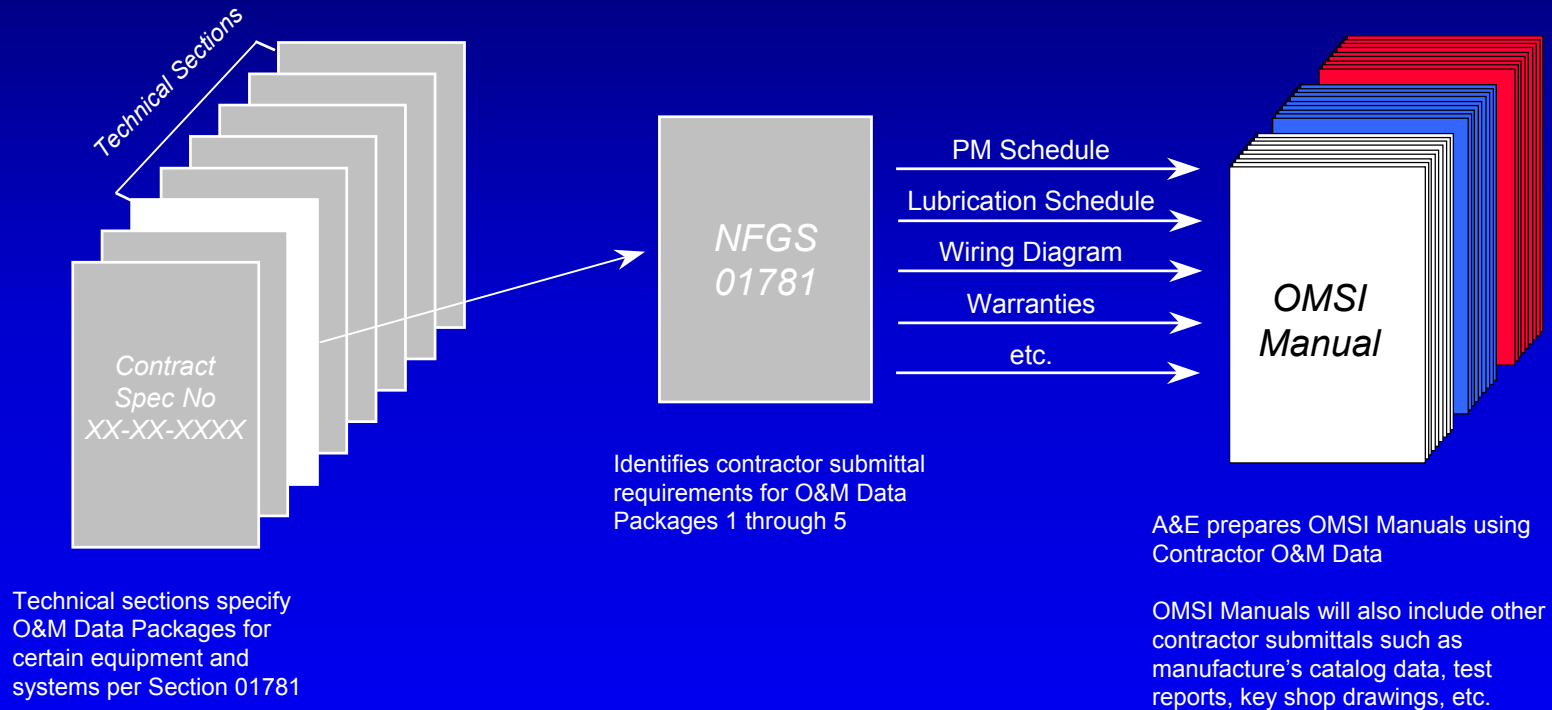 Technical Sections
Contract
Spec No
XX-XX-XXXX
Technical sections specify
O&M Data Packages for
certain equipment and
systems per Section 01781
NFGS
01781
Identifies contractor submittal
requirements for O&M Data
Packages 1 through 5
PM Schedule
Lubrication Schedule
Wiring Diagram
Warranties
etc.
OMSI
Manual
A&E prepares OMSI Manuals using
Contractor O&M Data
OMSI Manuals will also include other
contractor submittals such as
manufacture’s catalog data, test
reports, key shop drawings, etc.